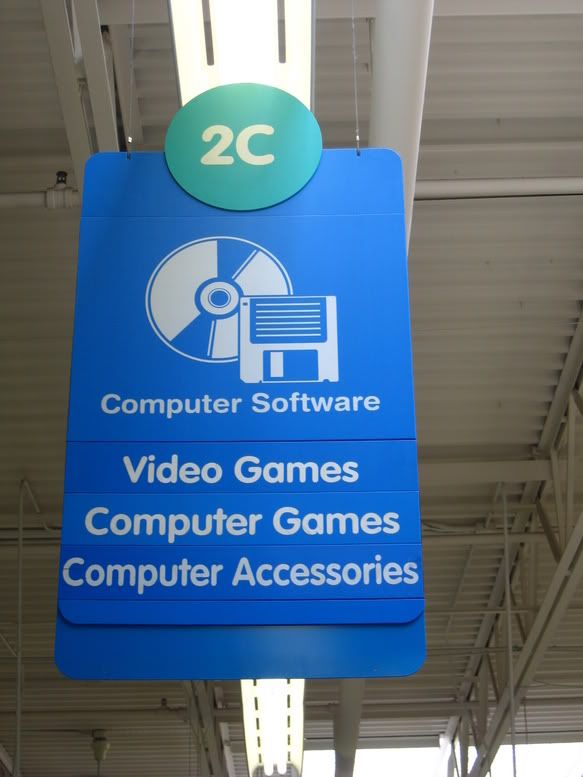 2C
Computer Software
Video Games
Computer Games
Computer Accessories